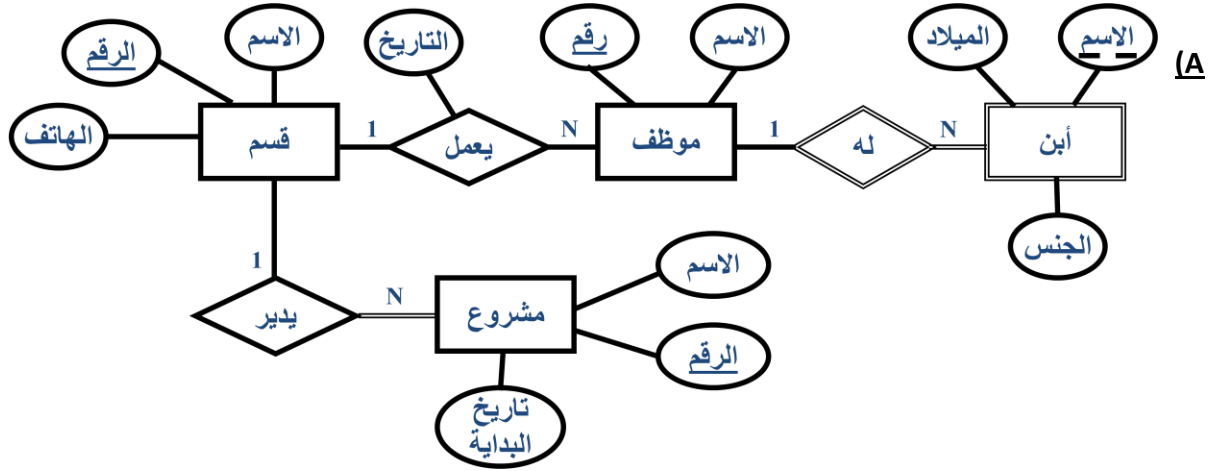 (A
الاسم
الميلاد
الاسم
رقم
التاريخ
الاسم
الرقم
أبن
N
له
1
موظف
N
يعمل
1
قسم
الهاتف
الجنس
1
الاسم
N
مشروع
يدير
الرقم
تاريخ
البداية